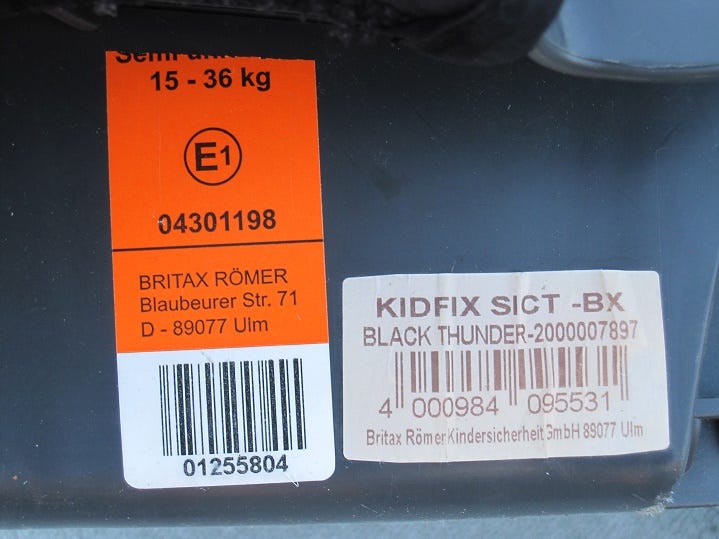 15 - 36 kg
E1
04301198
BRITAX RÖMER
Blaubeurer Str. 71
D - 89077 Ulm
01255804
KIDFIX SICT -BX
BLACK THUNDER-2000007897
4 000984 095531
Britax Römer Kindersicherheit GmbH 89077 Ulm